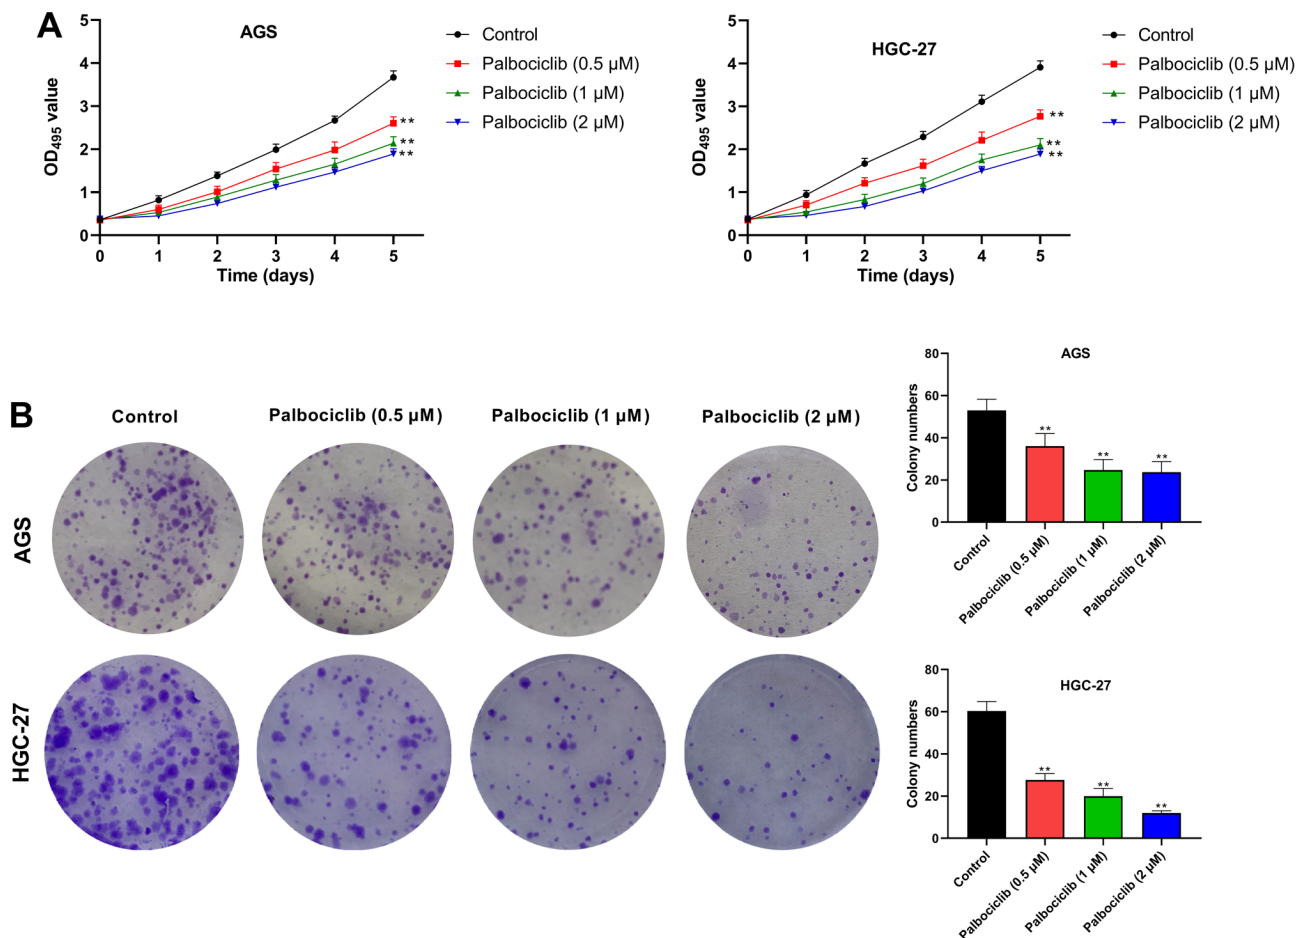 A
AGS
OD495 value
5
4
3
2
1
0
0 1 2 3 4 5
Time (days)
**
**
**
Control
Palbociclib (0.5 μM)
Palbociclib (1 μM)
Palbociclib (2 μM)
HGC-27
OD495 value
5
4
3
2
1
0
0 1 2 3 4 5
Time (days)
**
**
**
Control
Palbociclib (0.5 μM)
Palbociclib (1 μM)
Palbociclib (2 μM)
B
Control
Palbociclib (0.5 μM)
Palbociclib (1 μM)
Palbociclib (2 μM)
AGS
HGC-27
AGS
Colony numbers
80
60
40
20
0
** ** **
Control
Palbociclib (0.5 μM)
Palbociclib (1 μM)
Palbociclib (2 μM)
HGC-27
Colony numbers
80
60
40
20
0
** ** **
Control
Palbociclib (0.5 μM)
Palbociclib (1 μM)
Palbociclib (2 μM)